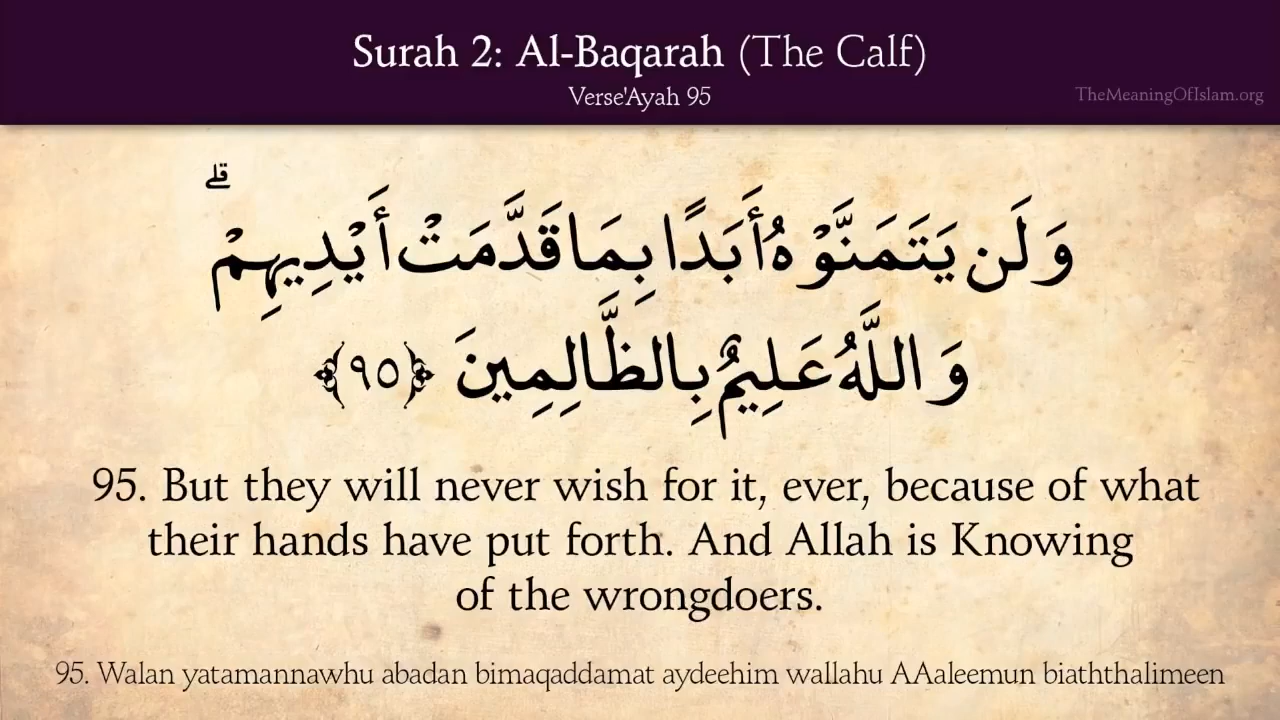 Surah 2: Al-Baqarah (The Calf)
Verse'Ayah 95
TheMeaningOfIslam.org
وَلَن يَتَمَنَّوْهُ أَبَدًا بِمَا قَدَّمَتْ أَيْدِيهِمْ ۗ
وَاللَّهُ عَلِيمٌ بِالظَّالِمِينَ ﴿٩٥﴾
95. But they will never wish for it, ever, because of what
their hands have put forth. And Allah is Knowing
of the wrongdoers.
95. Walan yatamannawhu abadan bimaqaddamat aydeehim wallahu AAaleemun biaththalimeen